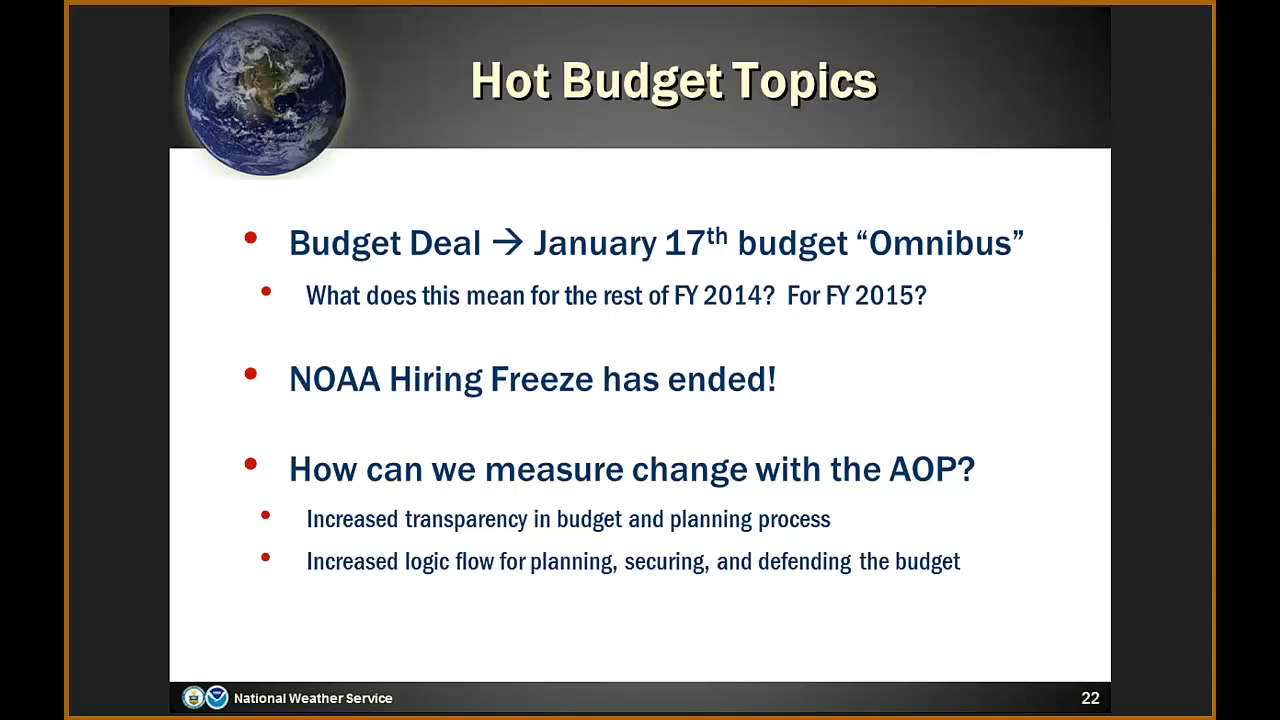 Hot Budget Topics
• Budget Deal → January 17th budget “Omnibus”
• What does this mean for the rest of FY 2014? For FY 2015?
• NOAA Hiring Freeze has ended!
• How can we measure change with the AOP?
• Increased transparency in budget and planning process
• Increased logic flow for planning, securing, and defending the budget
National Weather Service
22